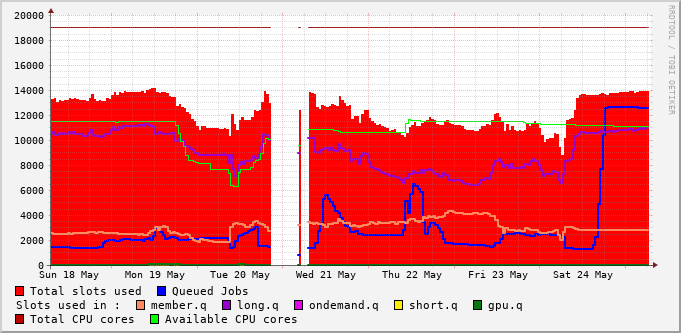 20000
18000
16000
14000
12000
10000
8000
6000
4000
2000
0
Sun 18 May Mon 19 May Tue 20 May Wed 21 May Thu 22 May Fri 23 May Sat 24 May
Total slots used Queued Jobs
Slots used in : member.q long.q ondemand.q short.q gpu.q
Total CPU cores Available CPU cores
RRDTOOL / TOBI OETIKER